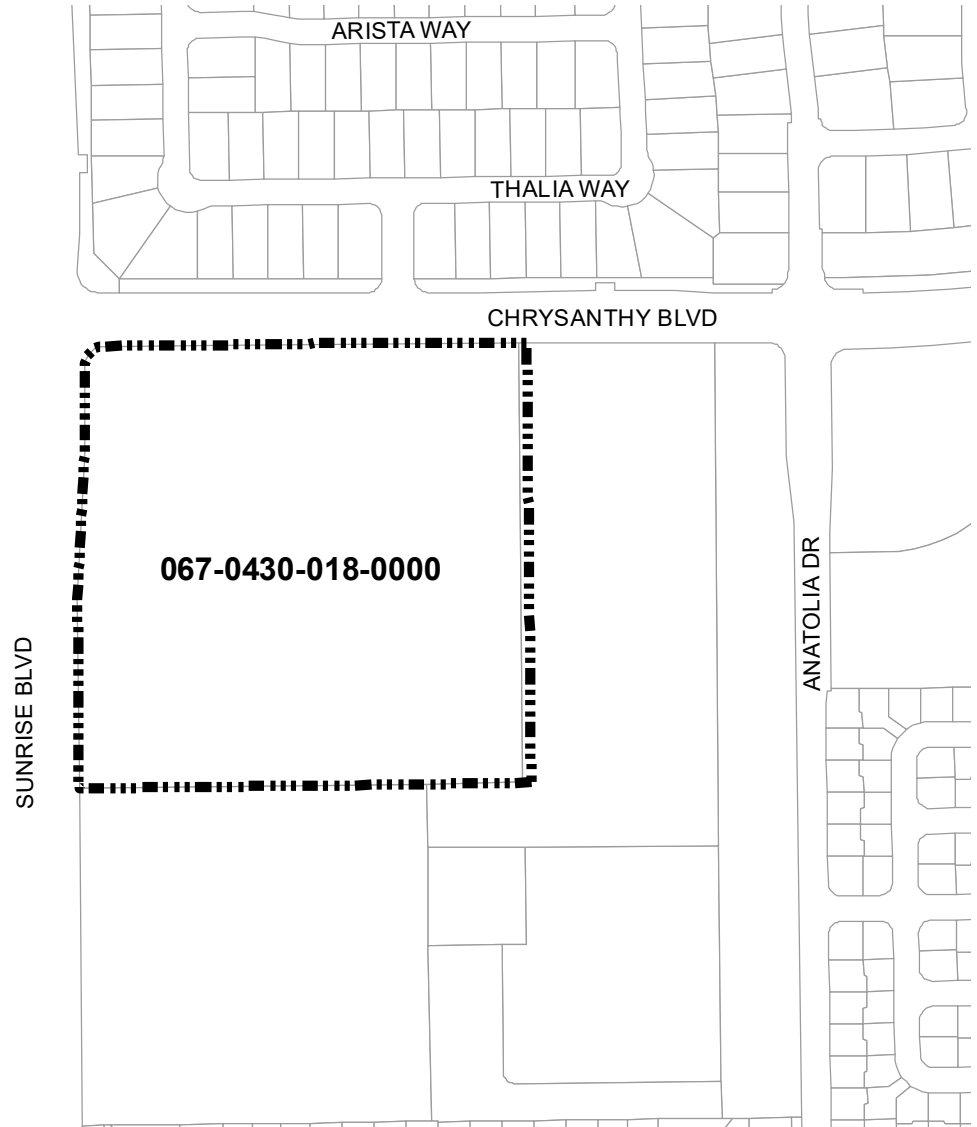 ARISTA WAY
THALIA WAY
CHRYSANTHY BLVD
067-0430-018-0000
ANATOLIA DR
SUNRISE BLVD